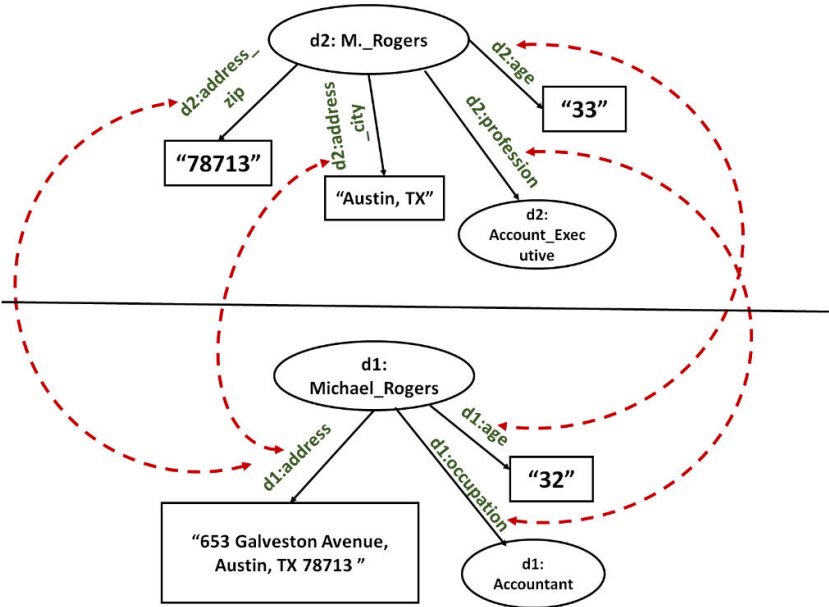 d2: M._Rogers
d2:address_
zip
d2:address
_city
d2:profession
d2:age
“78713”
“Austin, TX”
d2:
Account_Exec
utive
“33”
d1:
Michael_Rogers
d1:address
d1:occupation
d1:age
“653 Galveston Avenue,
Austin, TX 78713 ”
d1:
Accountant
“32”